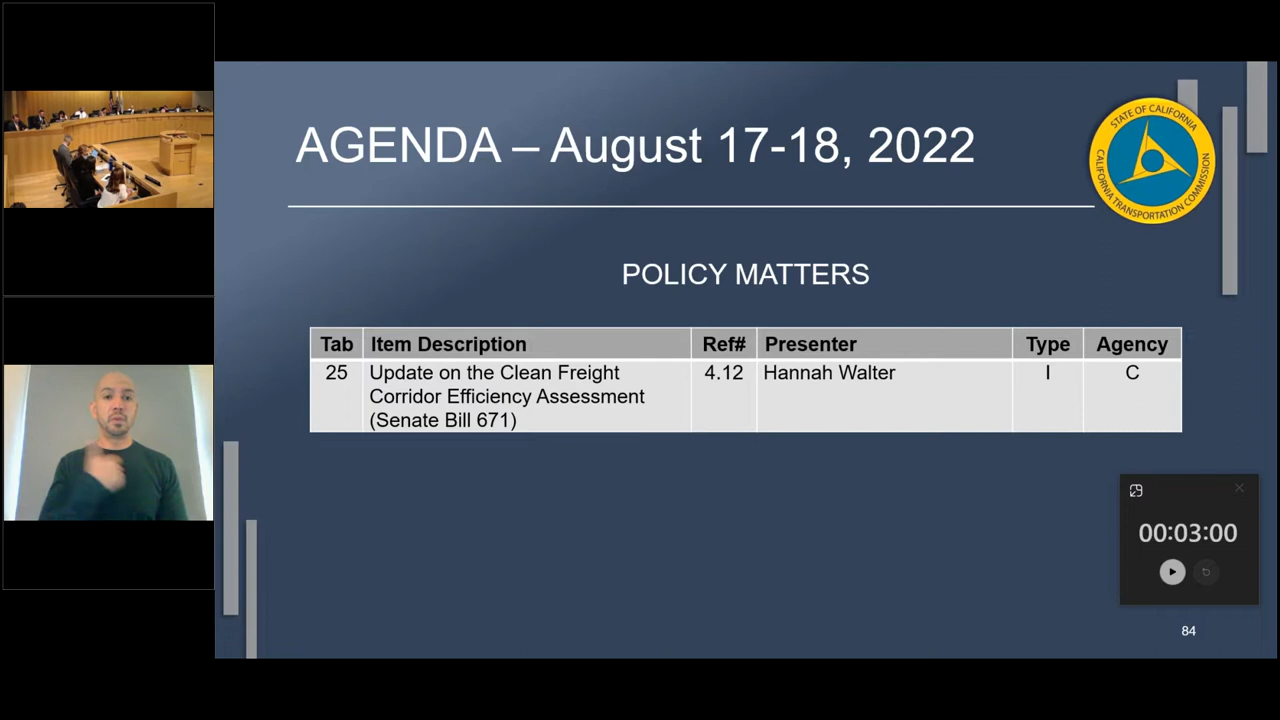 AGENDA – August 17-18, 2022
STATE OF CALIFORNIA
CALIFORNIA TRANSPORTATION COMMISSION
POLICY MATTERS
Tab Item Description Ref# Presenter Type Agency
25 Update on the Clean Freight 4.12 Hannah Walter I C
Corridor Efficiency Assessment
(Senate Bill 671)
00:03:00
84